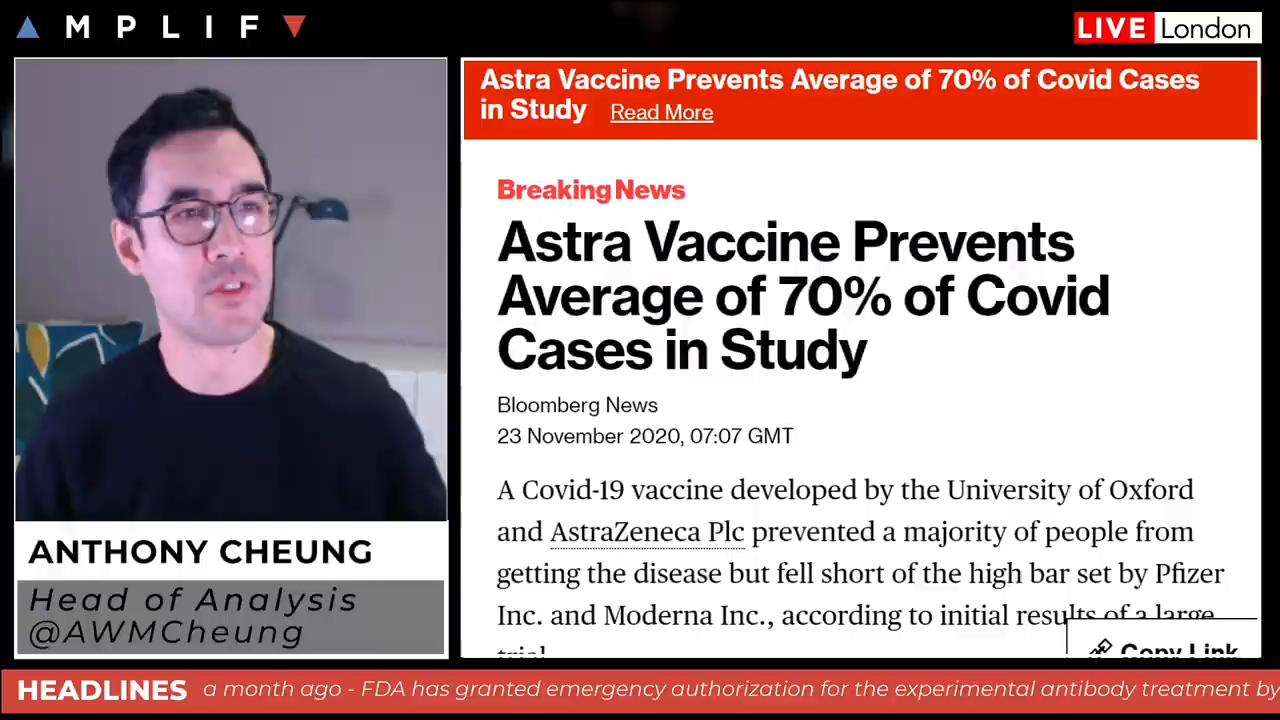 AMPLIFY
LIVE London
Astra Vaccine Prevents Average of 70% of Covid Cases
in Study Read More
Breaking News
Astra Vaccine Prevents
Average of 70% of Covid
Cases in Study
Bloomberg News
23 November 2020, 07:07 GMT
A Covid-19 vaccine developed by the University of Oxford
and AstraZeneca Plc prevented a majority of people from
getting the disease but fell short of the high bar set by Pfizer
Inc. and Moderna Inc., according to initial results of a large
trial
Copy Link
ANTHONY CHEUNG
Head of Analysis
@AWMCheung
HEADLINES a month ago - FDA has granted emergency authorization for the experimental antibody treatment by